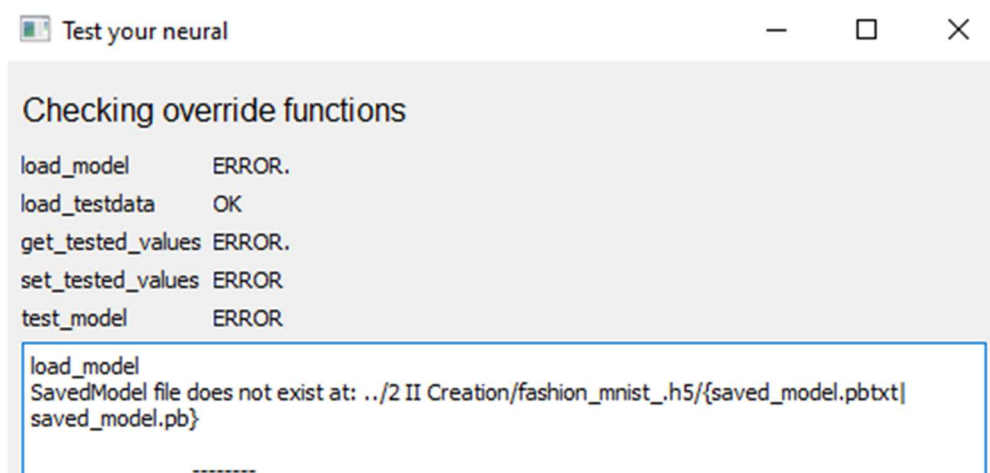 Test your neural
Checking override functions
load_model ERROR.
load_testdata OK
get_tested_values ERROR.
set_tested_values ERROR
test_model ERROR
load_model
SavedModel file does not exist at: ../2 II Creation/fashion_mnist_.h5/{saved_model.pbtxt|
saved_model.pb}
--------